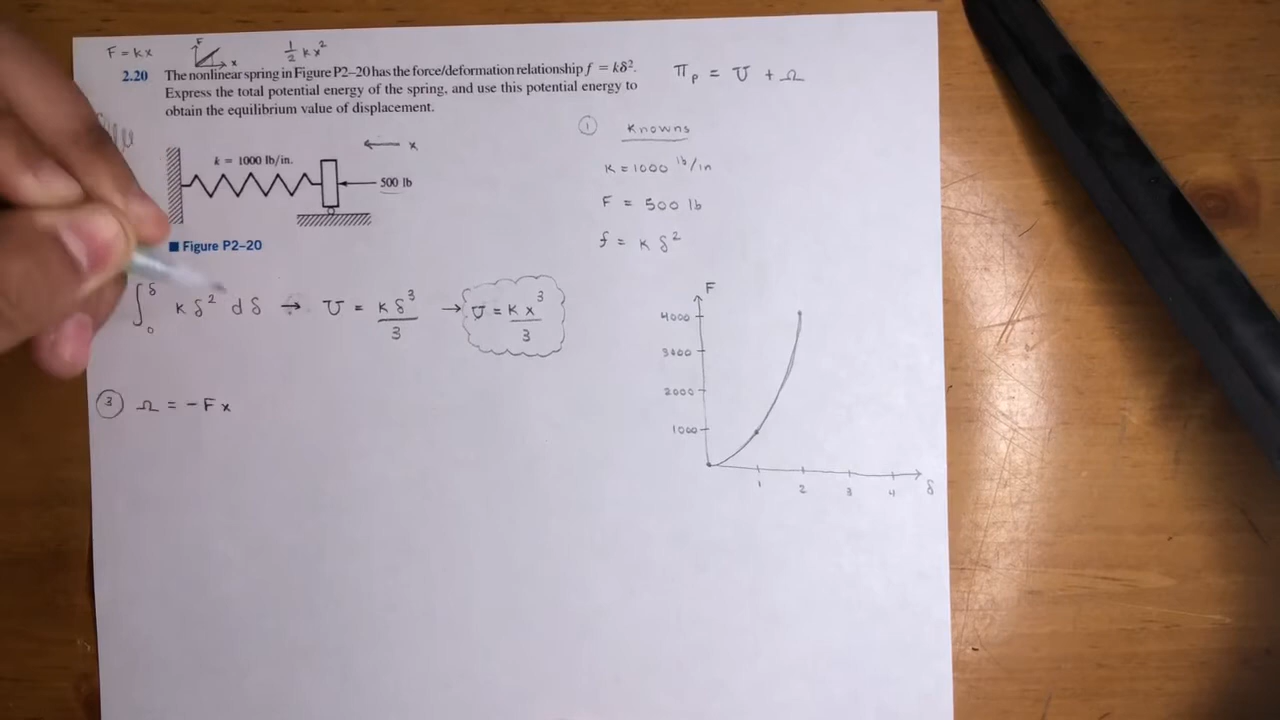 F = kx
F
x
1/2 kx²
2.20 The nonlinear spring in Figure P2–20 has the force/deformation relationship f = kδ².
Express the total potential energy of the spring, and use this potential energy to
obtain the equilibrium value of displacement.
πp = U + Ω
① Knowns
K = 1000 lb/in
F = 500 lb
f = K δ²
x
k = 1000 lb/in.
500 lb
■ Figure P2–20
∫₀^δ K δ² dδ → U = Kδ³/3 → U = Kx³/3
③ Ω = -Fx
F
4000
3000
2000
1000
1 2 3 4 δ